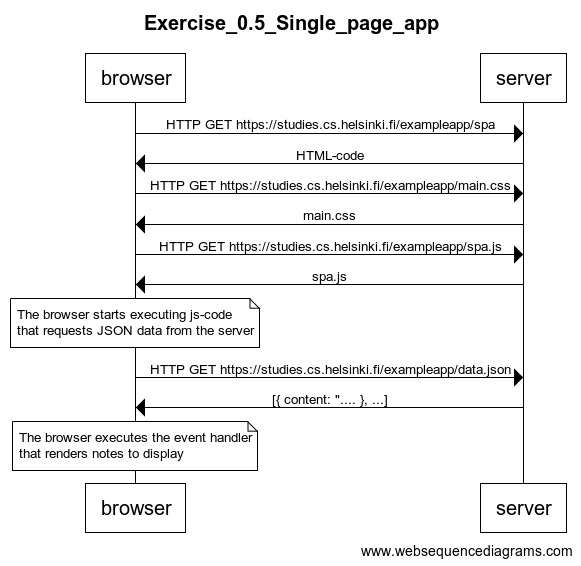 Exercise_0.5_Single_page_app
browser
server
HTTP GET https://studies.cs.helsinki.fi/exampleapp/spa
HTML-code
HTTP GET https://studies.cs.helsinki.fi/exampleapp/main.css
main.css
HTTP GET https://studies.cs.helsinki.fi/exampleapp/spa.js
spa.js
The browser starts executing js-code
that requests JSON data from the server
HTTP GET https://studies.cs.helsinki.fi/exampleapp/data.json
[{ content: ".... }, ...]
The browser executes the event handler
that renders notes to display
browser
server
www.websequencediagrams.com